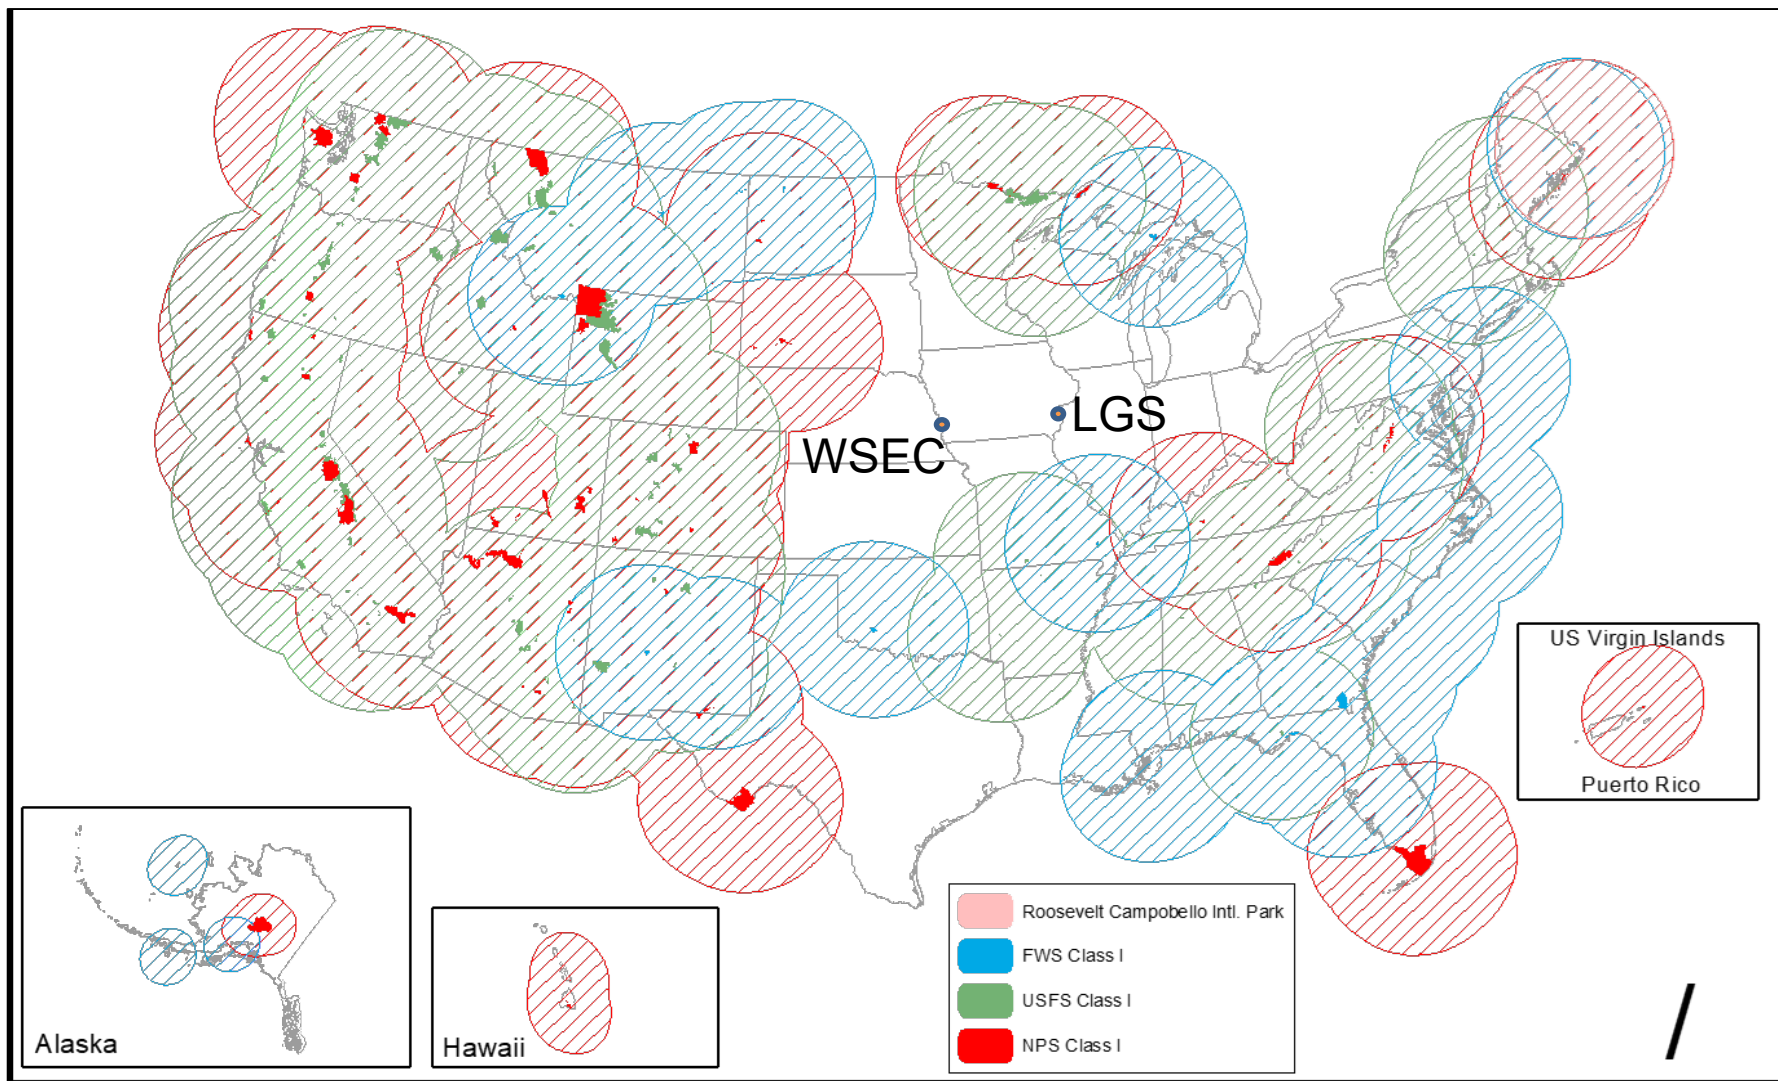 LGS
WSEC
US Virgin Islands
Puerto Rico
Roosevelt Campobello Intl. Park
FWS Class I
USFS Class I
NPS Class I
Alaska
Hawaii
/